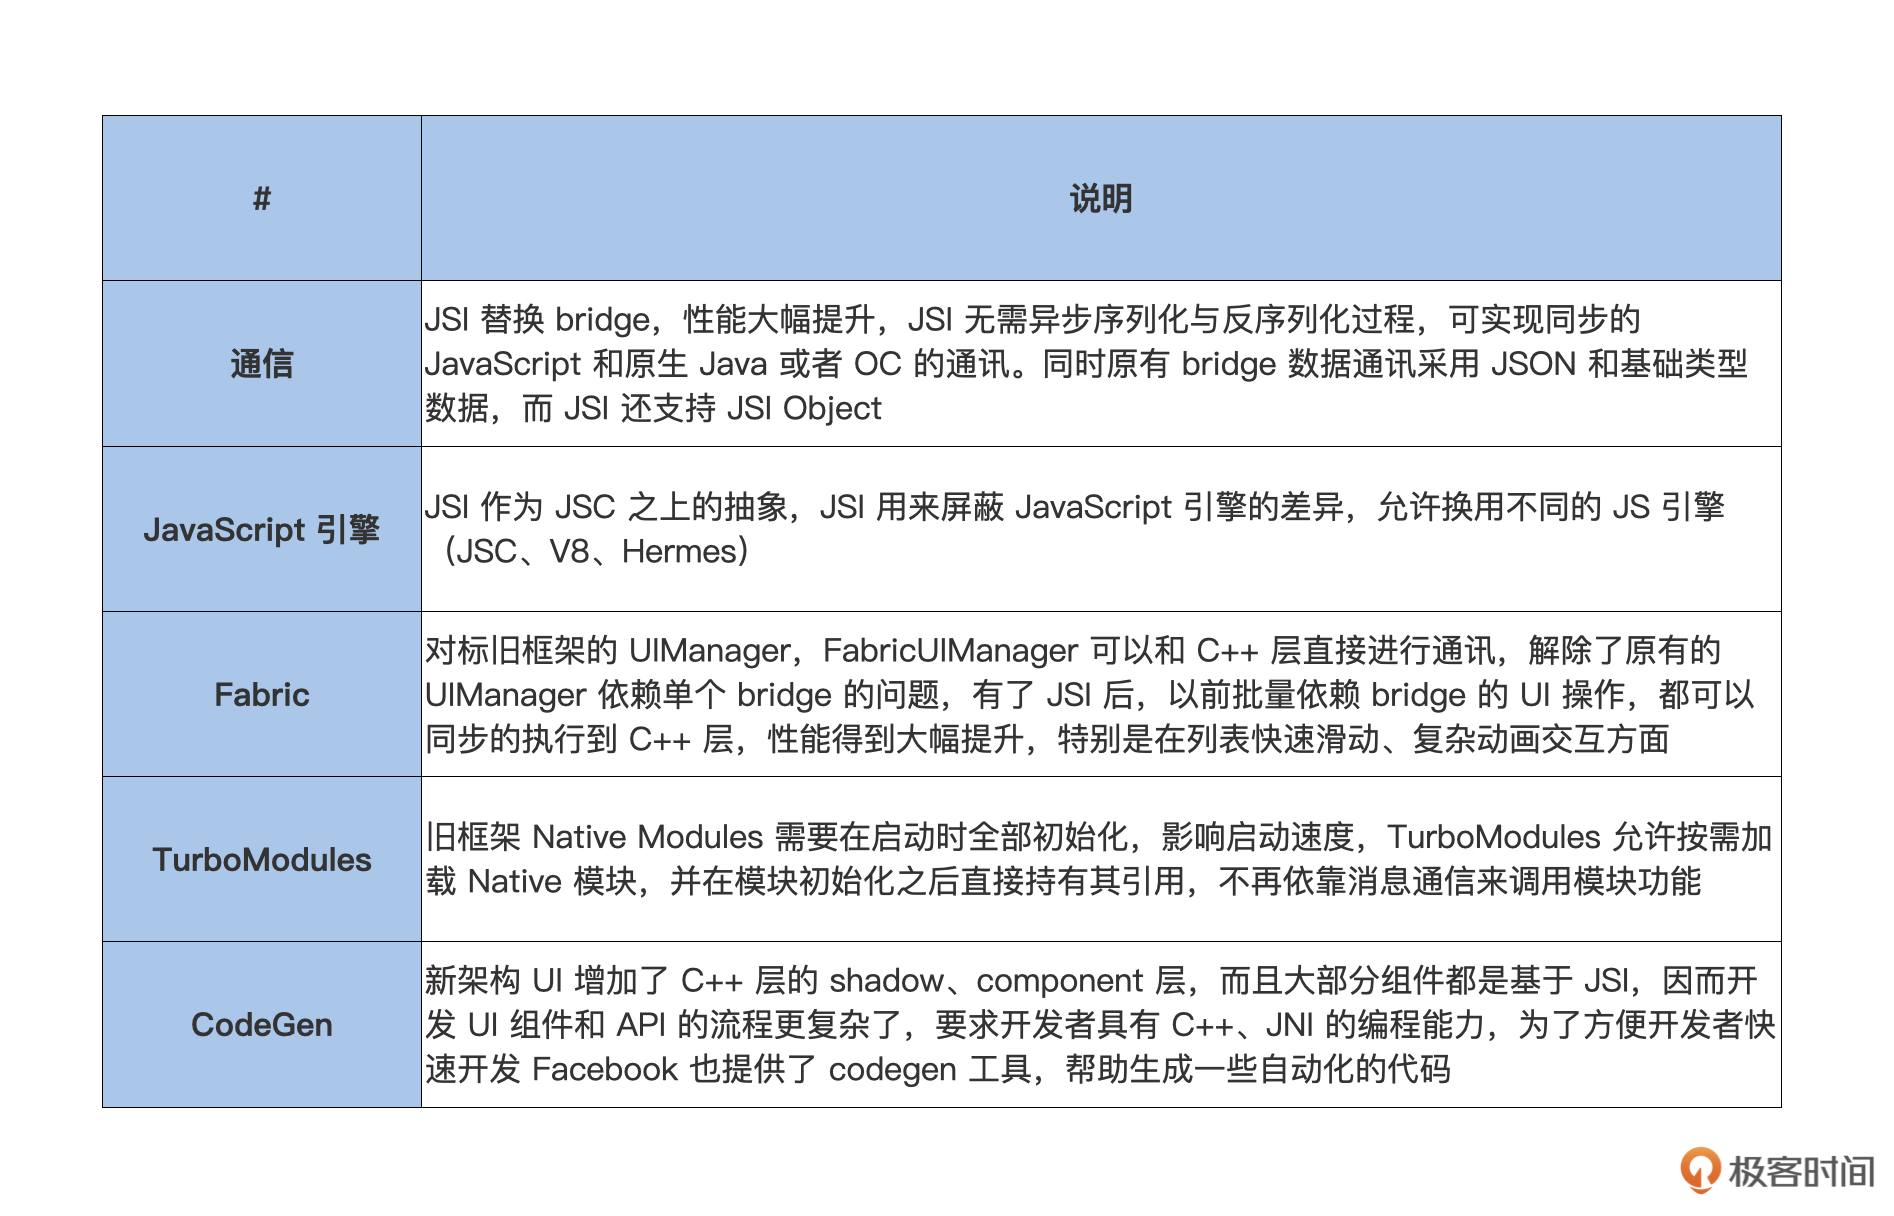 #
说明
通信
JSI 替换 bridge，性能大幅提升，JSI 无需异步序列化与反序列化过程，可实现同步的
JavaScript 和原生 Java 或者 OC 的通讯。同时原有 bridge 数据通讯采用 JSON 和基础类型
数据，而 JSI 还支持 JSI Object
JavaScript 引擎
JSI 作为 JSC 之上的抽象，JSI 用来屏蔽 JavaScript 引擎的差异，允许换用不同的 JS 引擎
（JSC、V8、Hermes）
Fabric
对标旧框架的 UIManager，FabricUIManager 可以和 C++ 层直接进行通讯，解除了原有的
UIManager 依赖单个 bridge 的问题，有了 JSI 后，以前批量依赖 bridge 的 UI 操作，都可以
同步的执行到 C++ 层，性能得到大幅提升，特别是在列表快速滑动、复杂动画交互方面
TurboModules
旧框架 Native Modules 需要在启动时全部初始化，影响启动速度，TurboModules 允许按需加
载 Native 模块，并在模块初始化之后直接持有其引用，不再依靠消息通信来调用模块功能
CodeGen
新架构 UI 增加了 C++ 层的 shadow、component 层，而且大部分组件都是基于 JSI，因而开
发 UI 组件和 API 的流程更复杂了，要求开发者具有 C++、JNI 的编程能力，为了方便开发者快
速开发 Facebook 也提供了 codegen 工具，帮助生成一些自动化的代码
极客时间